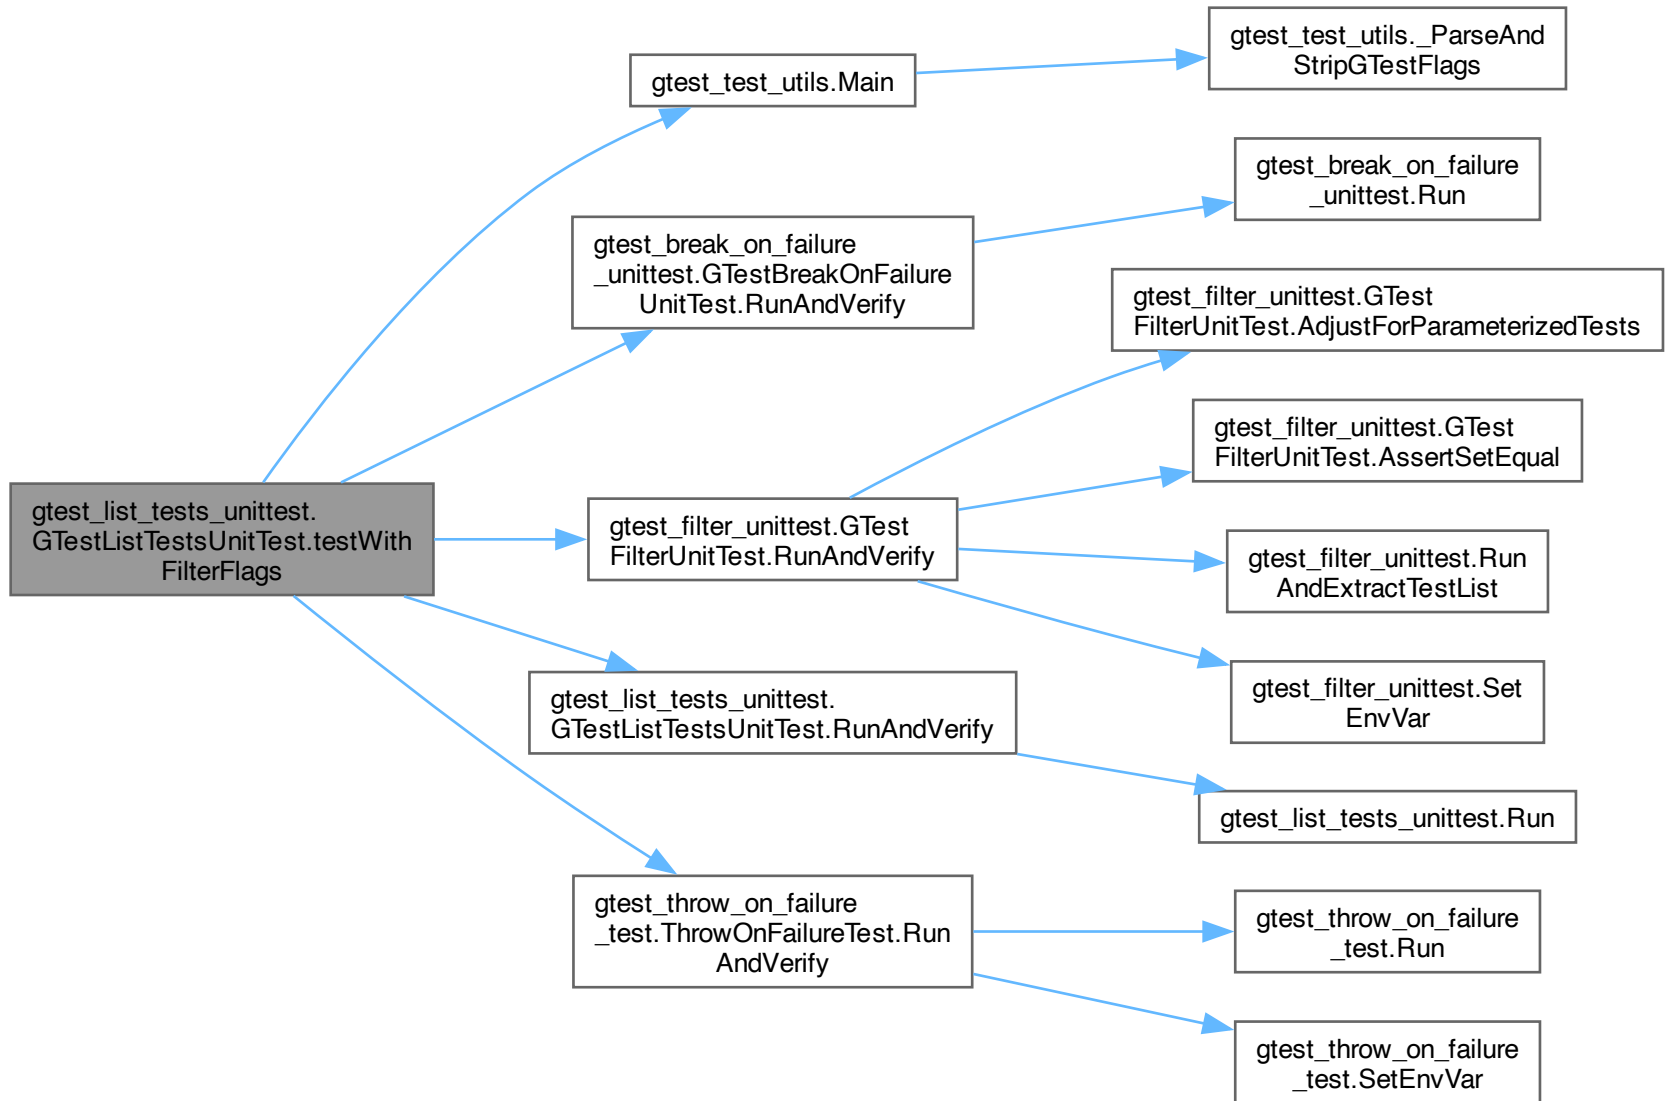 gtest_test_utils._ParseAnd
StripGTestFlags
gtest_test_utils.Main
gtest_break_on_failure
_unittest.Run
gtest_break_on_failure
_unittest.GTestBreakOnFailure
UnitTest.RunAndVerify
gtest_filter_unittest.GTest
FilterUnitTest.AdjustForParameterizedTests
gtest_filter_unittest.GTest
FilterUnitTest.AssertSetEqual
gtest_list_tests_unittest.
GTestListTestsUnitTest.testWith
FilterFlags
gtest_filter_unittest.GTest
FilterUnitTest.RunAndVerify
gtest_filter_unittest.Run
AndExtractTestList
gtest_filter_unittest.Set
EnvVar
gtest_list_tests_unittest.
GTestListTestsUnitTest.RunAndVerify
gtest_list_tests_unittest.Run
gtest_throw_on_failure
_test.ThrowOnFailureTest.Run
AndVerify
gtest_throw_on_failure
_test.Run
gtest_throw_on_failure
_test.SetEnvVar